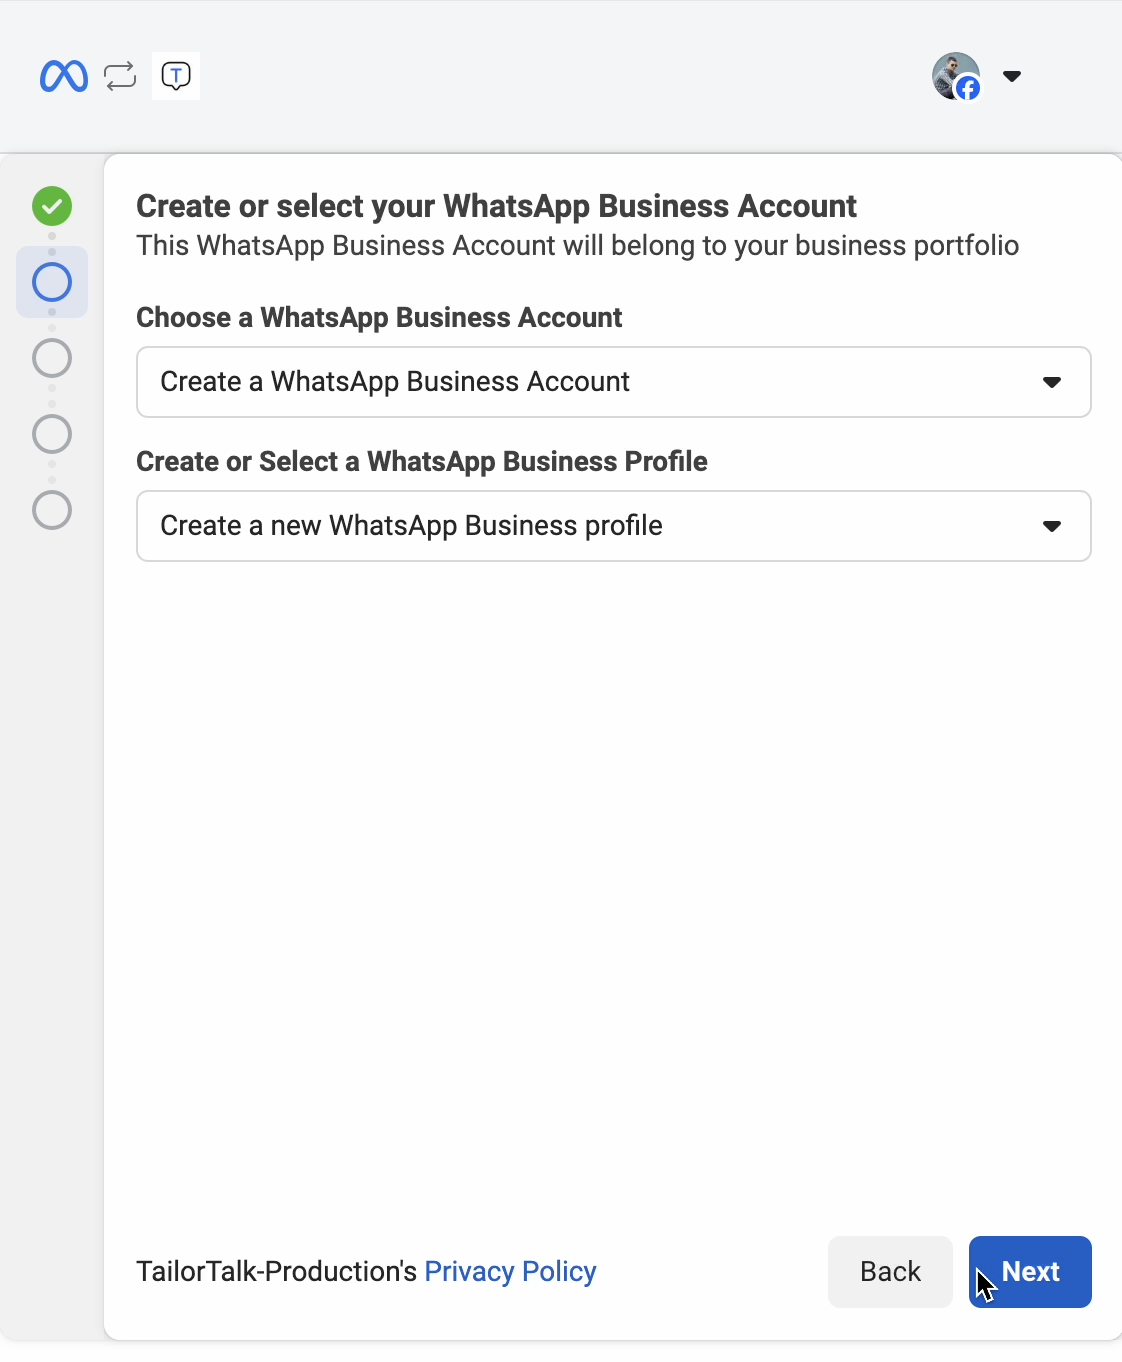 T
Create or select your WhatsApp Business Account
This WhatsApp Business Account will belong to your business portfolio
Choose a WhatsApp Business Account
Create a WhatsApp Business Account
Create or Select a WhatsApp Business Profile
Create a new WhatsApp Business profile
TailorTalk-Production's Privacy Policy
Back
Next